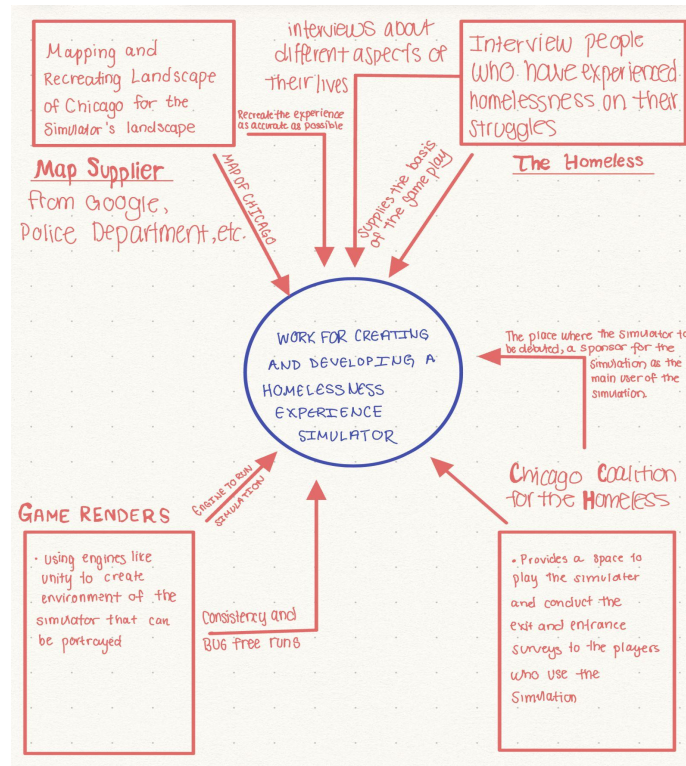 Mapping and
Recreating Landscape
of Chicago for the
Simulator's landscape
Map Supplier
from Google,
Police Department, etc.
MAP OF CHICAGO
Recreate the experience
as accurate as possible
interviews about
different aspects of
their lives
Interview people
who have experienced
homelessness on their
struggles
The Homeless
Supplies the basis
of the game play
WORK FOR CREATING
AND DEVELOPING A
HOMELESSNESS
EXPERIENCE
SIMULATOR
The place where the simulator to
be debuted, a sponsor for the
simulation as the
main user of the
simulation.
Chicago Coalition
for the Homeless
• Provides a space to
play the simulater
and conduct the
exit and entrance
surveys to the players
who use the
Simulation
GAME RENDERS
• using engines like
unity to create
environment of the
simulator that can
be portrayed
ENGINE TO RUN
SIMULATION
Consistency and
BUG free runs